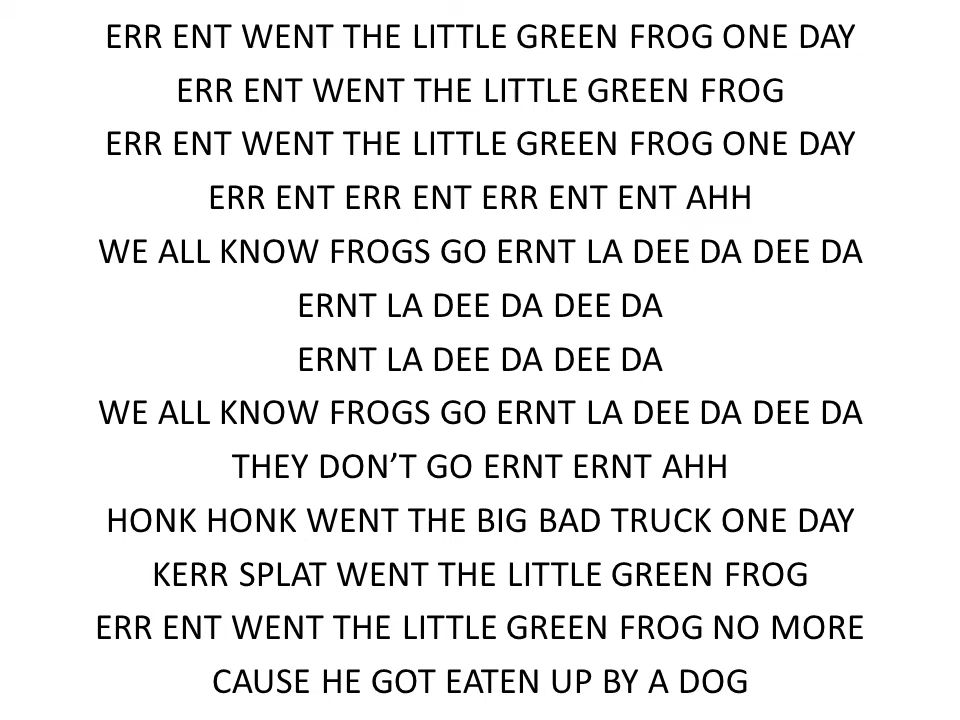 ERR ENT WENT THE LITTLE GREEN FROG ONE DAY
ERR ENT WENT THE LITTLE GREEN FROG
ERR ENT WENT THE LITTLE GREEN FROG ONE DAY
ERR ENT ERR ENT ERR ENT ENT AHH
WE ALL KNOW FROGS GO ERNT LA DEE DA DEE DA
ERNT LA DEE DA DEE DA
ERNT LA DEE DA DEE DA
WE ALL KNOW FROGS GO ERNT LA DEE DA DEE DA
THEY DON’T GO ERNT ERNT AHH
HONK HONK WENT THE BIG BAD TRUCK ONE DAY
KERR SPLAT WENT THE LITTLE GREEN FROG
ERR ENT WENT THE LITTLE GREEN FROG NO MORE
CAUSE HE GOT EATEN UP BY A DOG